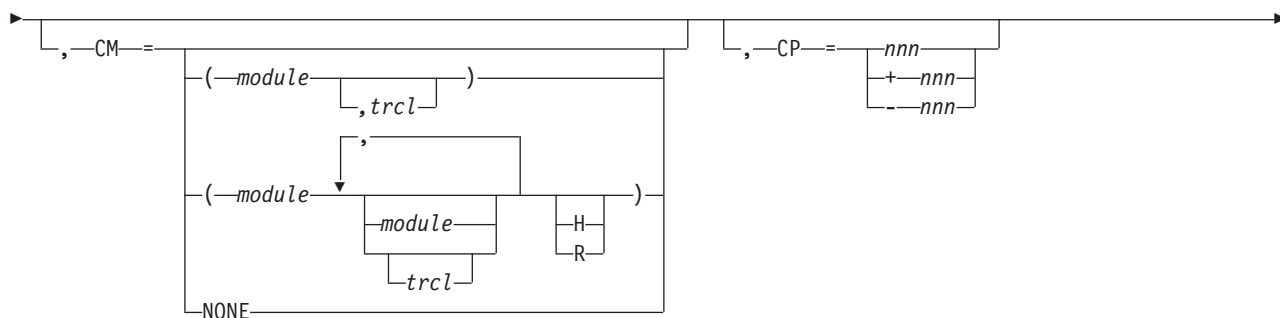 , CM = , CP = nnn
( module ) + nnn
,trcl - nnn
,
( module )
module H
trcl R
NONE